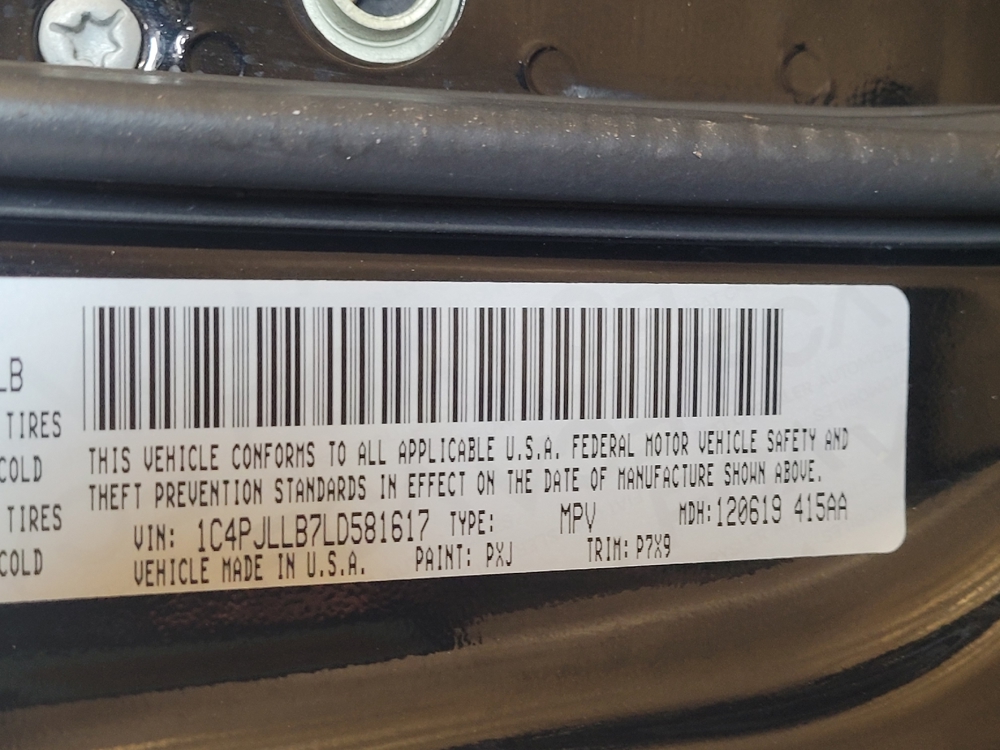 LB
TIRES
COLD
TIRES
COLD
THIS VEHICLE CONFORMS TO ALL APPLICABLE U.S.A. FEDERAL MOTOR VEHICLE SAFETY AND
THEFT PREVENTION STANDARDS IN EFFECT ON THE DATE OF MANUFACTURE SHOWN ABOVE.
VIN: 1C4PJLLB7LD581617 TYPE: MPV MDH:120619 415AA
VEHICLE MADE IN U.S.A. PAINT: PXJ TRIM: P7X9